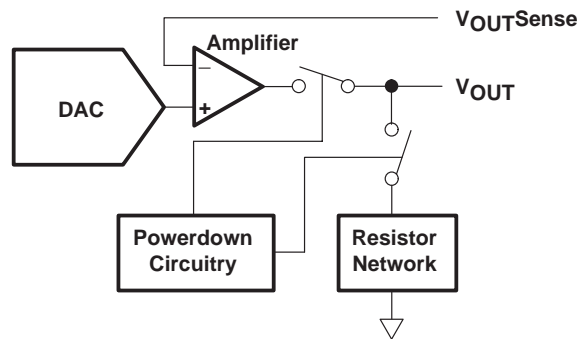 VOUTSense
Amplifier
–
VOUT
DAC
+
Powerdown
Circuitry
Resistor
Network